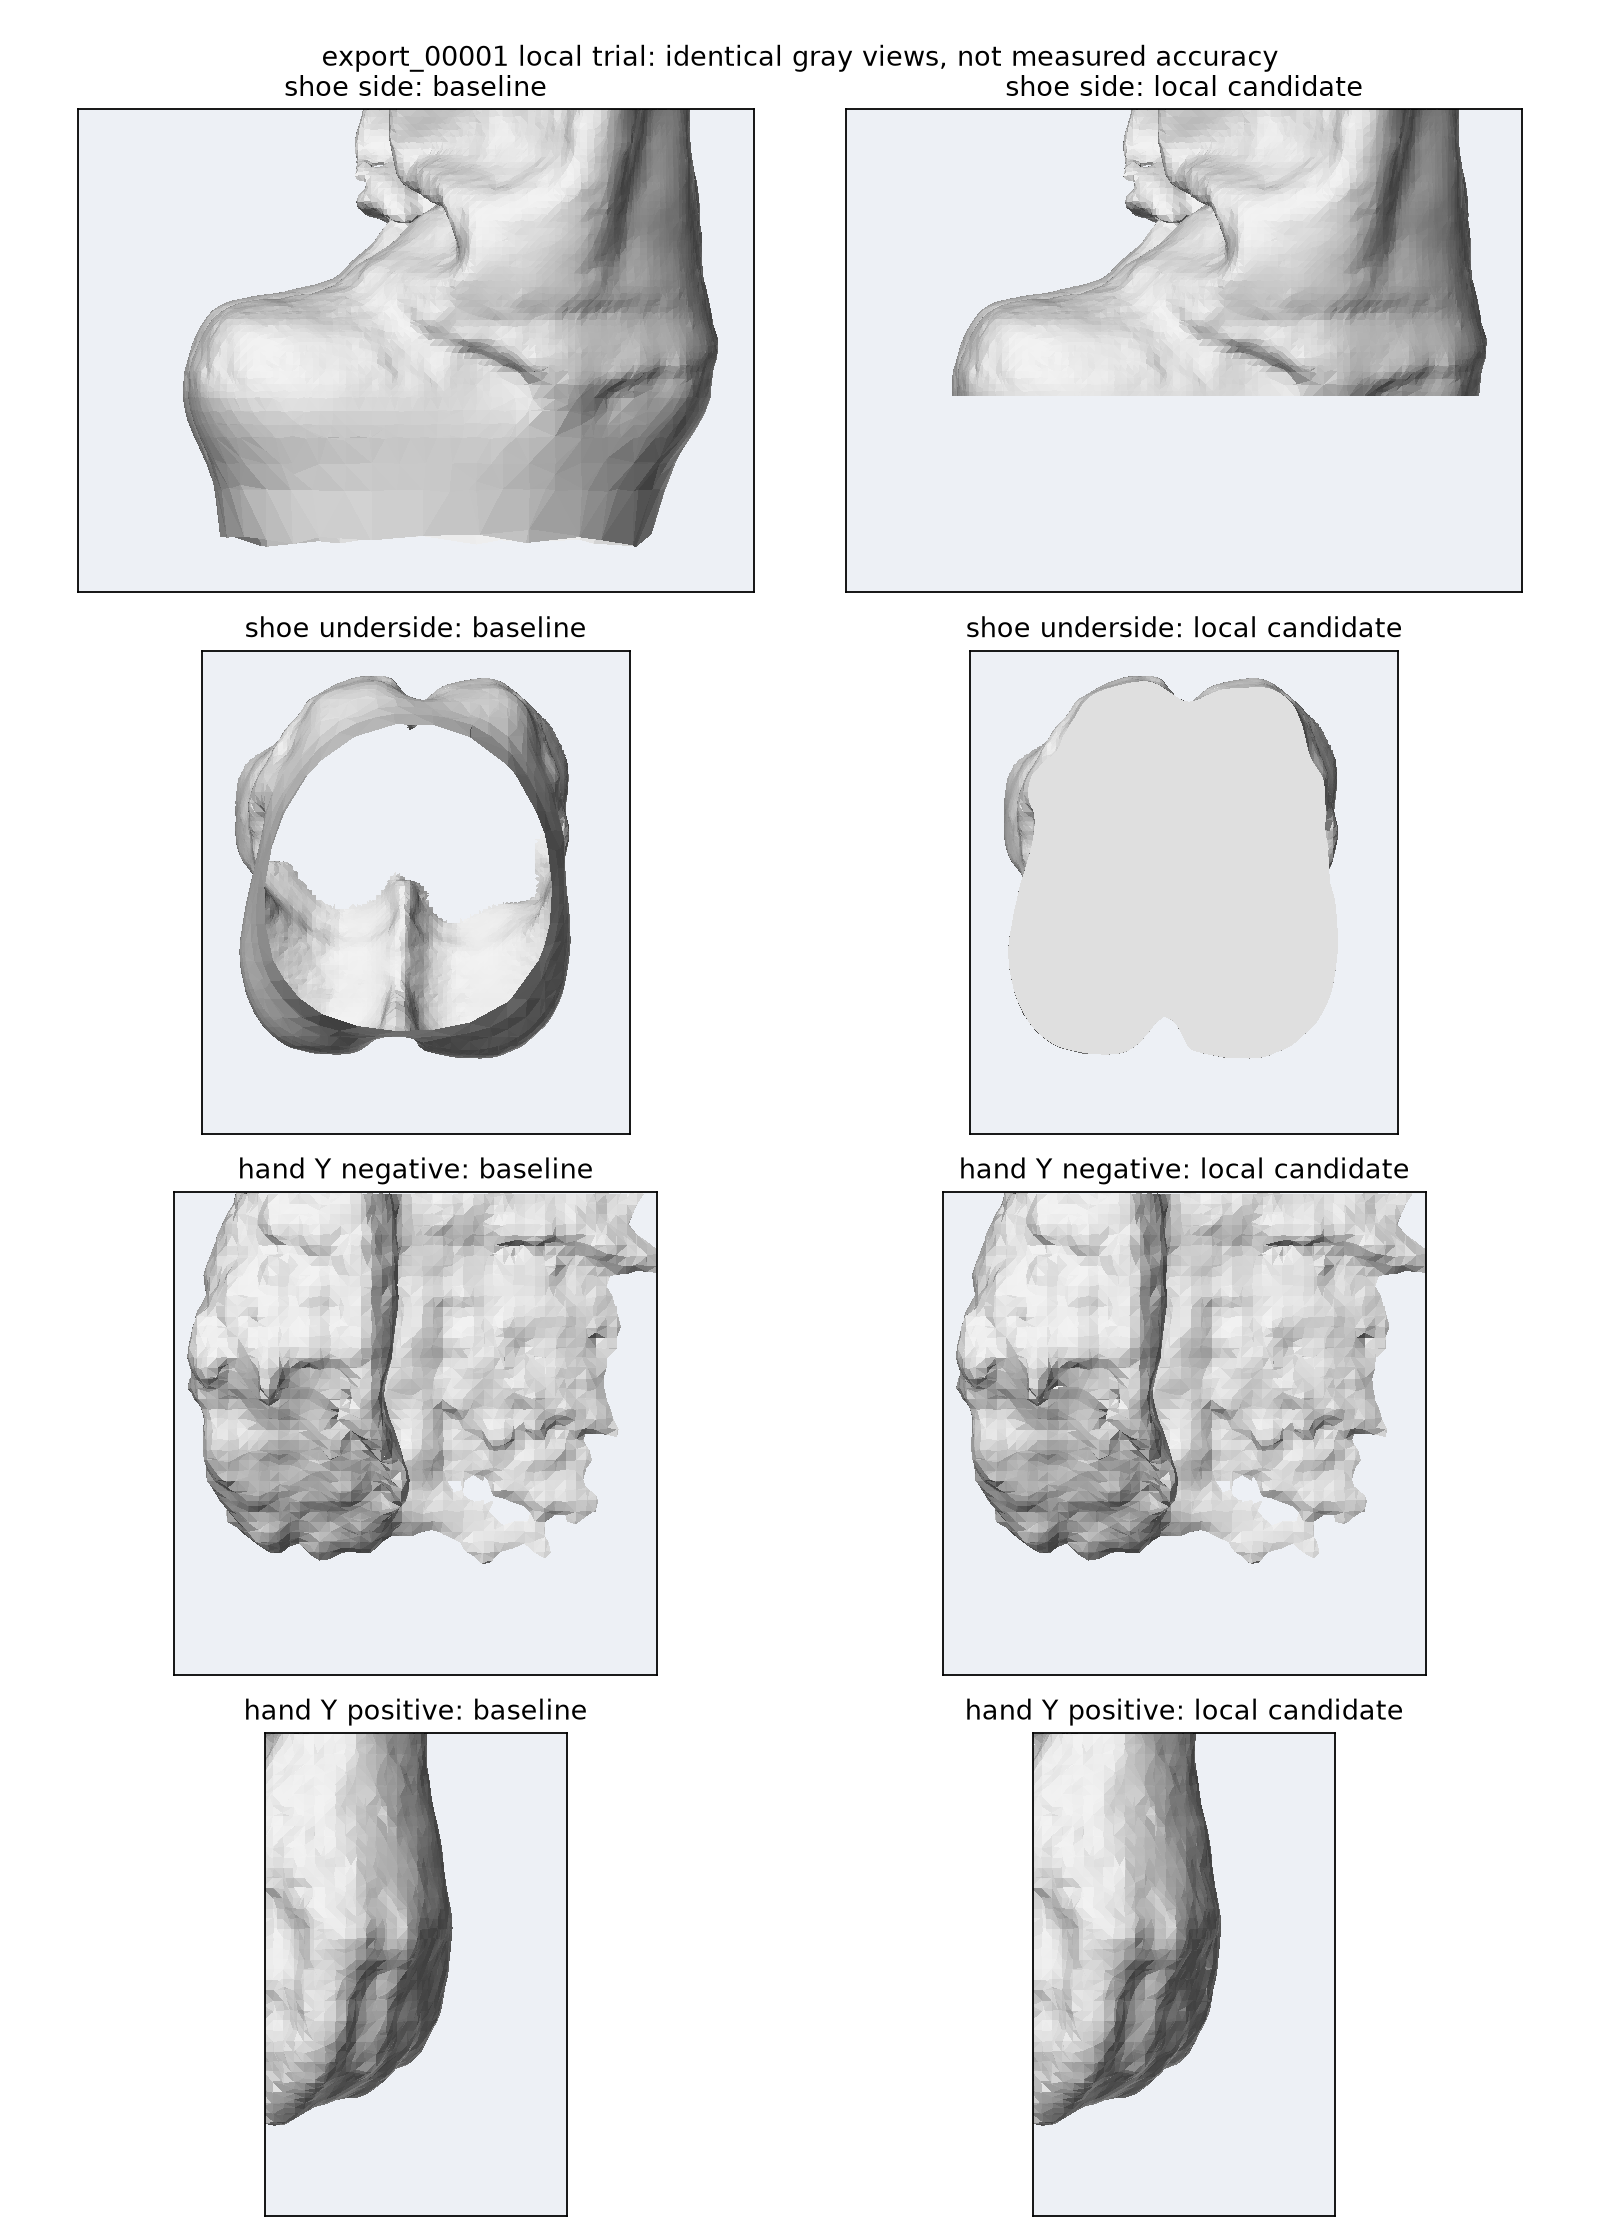 export_00001 local trial: identical gray views, not measured accuracy
shoe side: baseline
shoe side: local candidate
shoe underside: baseline
shoe underside: local candidate
hand Y negative: baseline
hand Y negative: local candidate
hand Y positive: baseline
hand Y positive: local candidate